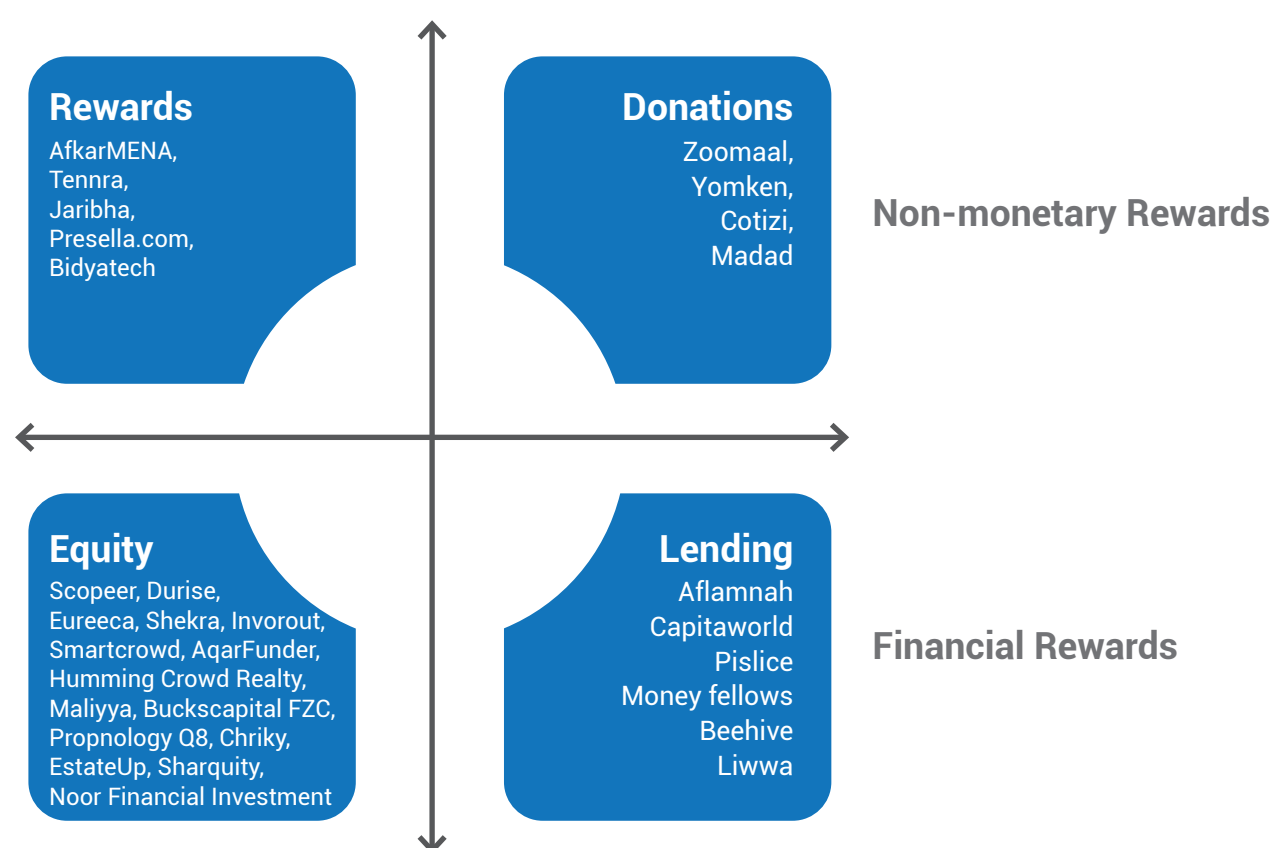 Rewards
AfkarMENA,
Tennra,
Jaribha,
Presella.com,
Bidyatech
Donations
Zoomaal,
Yomken,
Cotizi,
Madad
Non-monetary Rewards
Equity
Scopeer, Durise,
Eureeca, Shekra, Invorout,
Smartcrowd, AqarFunder,
Humming Crowd Realty,
Maliyya, Buckscapital FZC,
Propnology Q8, Chriky,
EstateUp, Sharquity,
Noor Financial Investment
Lending
Aflamnah
Capitaworld
Pislice
Money fellows
Beehive
Liwwa
Financial Rewards